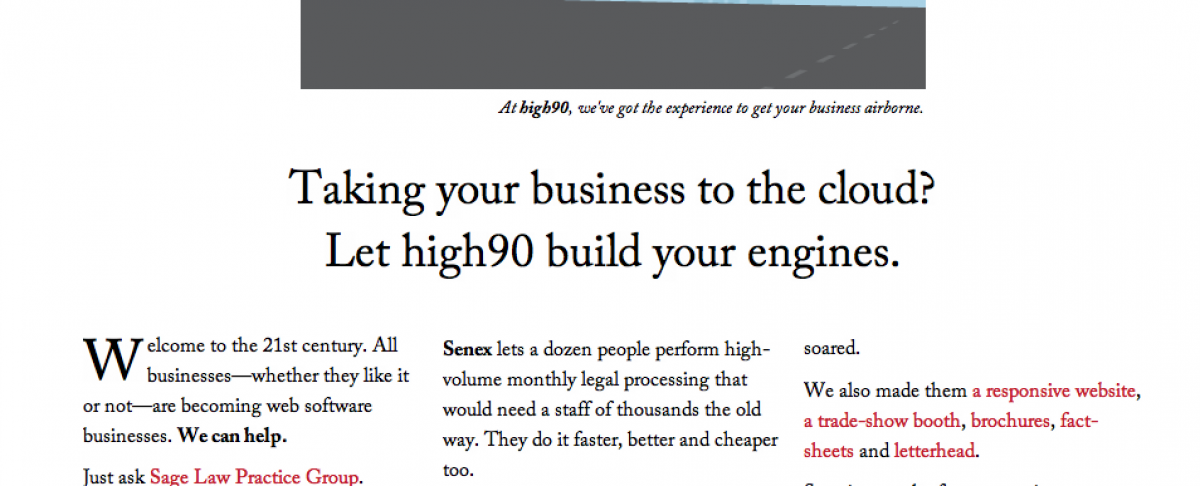 At high90, we've got the experience to get your business airborne.
Taking your business to the cloud?
Let high90 build your engines.
Welcome to the 21st century. All
businesses—whether they like it
or not—are becoming web software
businesses. We can help.
Just ask Sage Law Practice Group.
Senex lets a dozen people perform high-
volume monthly legal processing that
would need a staff of thousands the old
way. They do it faster, better and cheaper
too.
soared.
We also made them a responsive website,
a trade-show booth, brochures, fact-
sheets and letterhead.